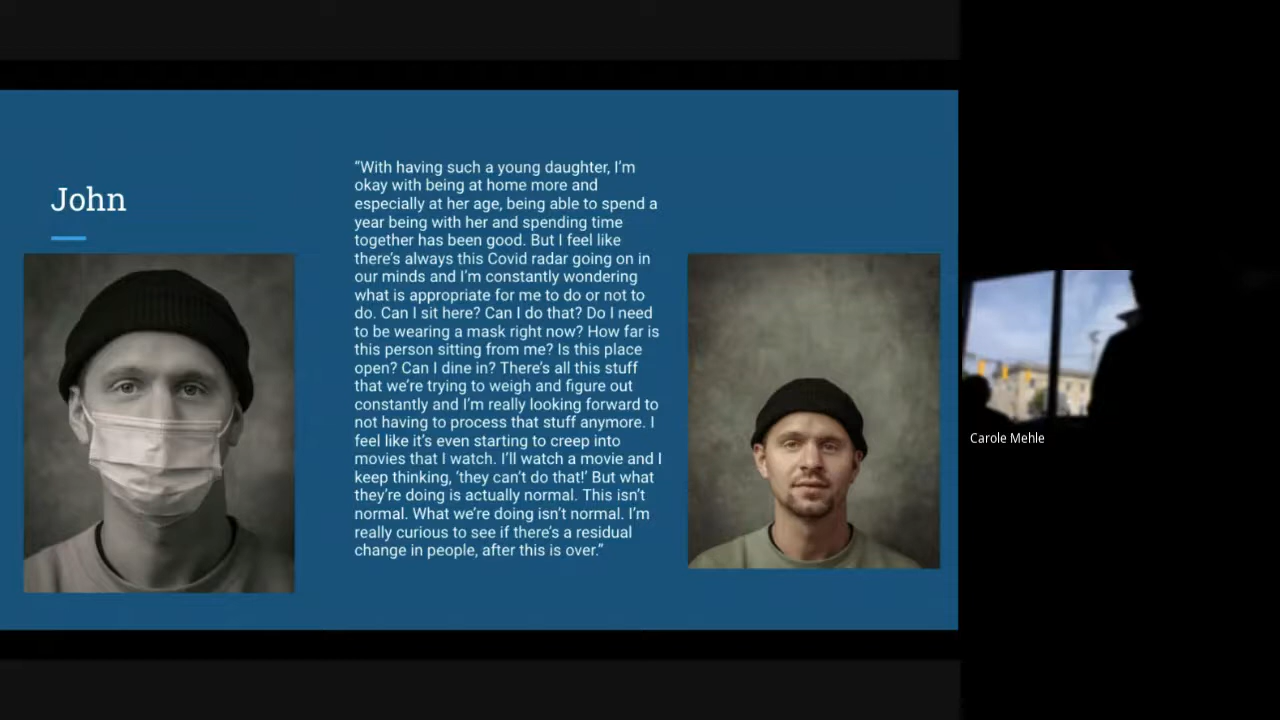 John
“With having such a young daughter, I’m
okay with being at home more and
especially at her age, being able to spend a
year being with her and spending time
together has been good. But I feel like
there’s always this Covid radar going on in
our minds and I’m constantly wondering
what is appropriate for me to do or not to
do. Can I sit here? Can I do that? Do I need
to be wearing a mask right now? How far is
this person sitting from me? Is this place
open? Can I dine in? There’s all this stuff
that we’re trying to weigh and figure out
constantly and I’m really looking forward to
not having to process that stuff anymore. I
feel like it’s even starting to creep into
movies that I watch. I’ll watch a movie and I
keep thinking, ‘they can’t do that!’ But what
they’re doing is actually normal. This isn’t
normal. What we’re doing isn’t normal. I’m
really curious to see if there’s a residual
change in people, after this is over.”
Carole Mehle